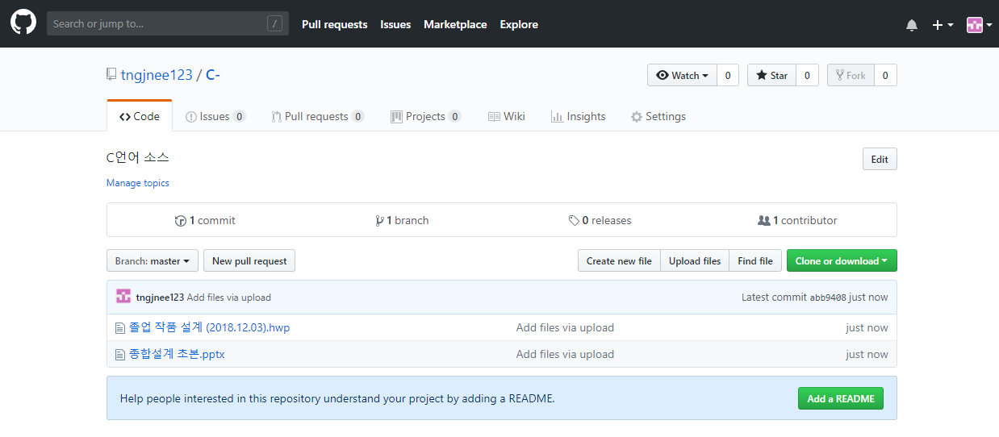 Search or jump to... / Pull requests Issues Marketplace Explore
tngjnee123 / C- Watch 0 Star 0 Fork 0
Code Issues 0 Pull requests 0 Projects 0 Wiki Insights Settings
C언어 소스 Edit
Manage topics
1 commit 1 branch 0 releases 1 contributor
Branch: master New pull request Create new file Upload files Find file Clone or download
tngjnee123 Add files via upload Latest commit abb9408 just now
졸업 작품 설계 (2018.12.03).hwp Add files via upload just now
종합설계 초본.pptx Add files via upload just now
Help people interested in this repository understand your project by adding a README. Add a README